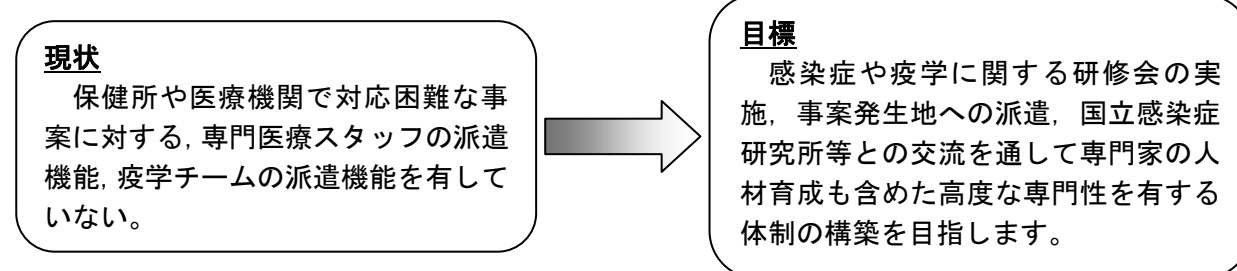 現状
保健所や医療機関で対応困難な事
案に対する，専門医療スタッフの派遣
機能，疫学チームの派遣機能を有して
いない。
目標
感染症や疫学に関する研修会の実
施，事案発生地への派遣，国立感染症
研究所等との交流を通して専門家の人
材育成も含めた高度な専門性を有する
体制の構築を目指します。